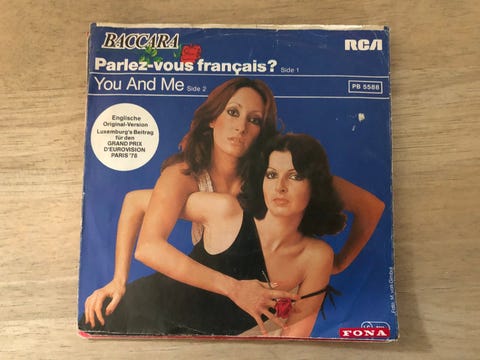 BACCARA
RCA
Parlez-vous français? Side 1
You And Me Side 2
PB 5588
Englische
Original-Version
Luxemburg's Beitrag
für den
GRAND PRIX
D'EUROVISION
PARIS '78
FONA